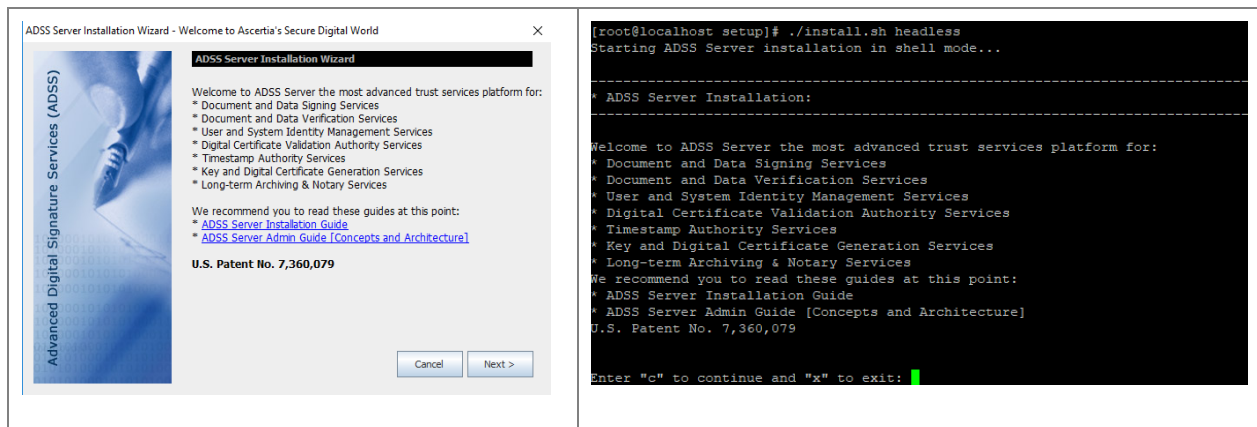 ADSS Server Installation Wizard - Welcome to Ascertia's Secure Digital World
Advanced Digital Signature Services (ADSS)
ADSS Server Installation Wizard
Welcome to ADSS Server the most advanced trust services platform for:
* Document and Data Signing Services
* Document and Data Verification Services
* User and System Identity Management Services
* Digital Certificate Validation Authority Services
* Timestamp Authority Services
* Key and Digital Certificate Generation Services
* Long-term Archiving & Notary Services
We recommend you to read these guides at this point:
* ADSS Server Installation Guide
* ADSS Server Admin Guide [Concepts and Architecture]
U.S. Patent No. 7,360,079
Cancel
Next >
[root@localhost setup]# ./install.sh headless
Starting ADSS Server installation in shell mode...
--------------------------------------------------------------------------------
* ADSS Server Installation:
--------------------------------------------------------------------------------
Welcome to ADSS Server the most advanced trust services platform for:
* Document and Data Signing Services
* Document and Data Verification Services
* User and System Identity Management Services
* Digital Certificate Validation Authority Services
* Timestamp Authority Services
* Key and Digital Certificate Generation Services
* Long-term Archiving & Notary Services
We recommend you to read these guides at this point:
* ADSS Server Installation Guide
* ADSS Server Admin Guide [Concepts and Architecture]
U.S. Patent No. 7,360,079
Enter "c" to continue and "x" to exit: